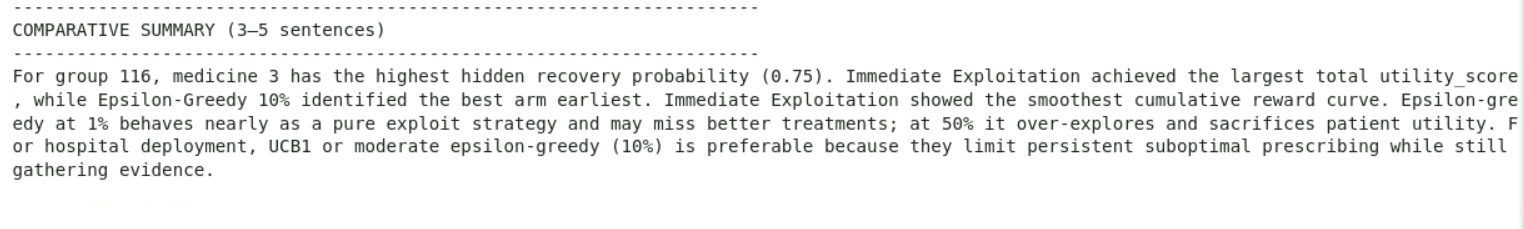 -----------------------------------------------------------------------
COMPARATIVE SUMMARY (3–5 sentences)
-----------------------------------------------------------------------
For group 116, medicine 3 has the highest hidden recovery probability (0.75). Immediate Exploitation achieved the largest total utility_score
, while Epsilon-Greedy 10% identified the best arm earliest. Immediate Exploitation showed the smoothest cumulative reward curve. Epsilon-gre
edy at 1% behaves nearly as a pure exploit strategy and may miss better treatments; at 50% it over-explores and sacrifices patient utility. F
or hospital deployment, UCB1 or moderate epsilon-greedy (10%) is preferable because they limit persistent suboptimal prescribing while still
gathering evidence.